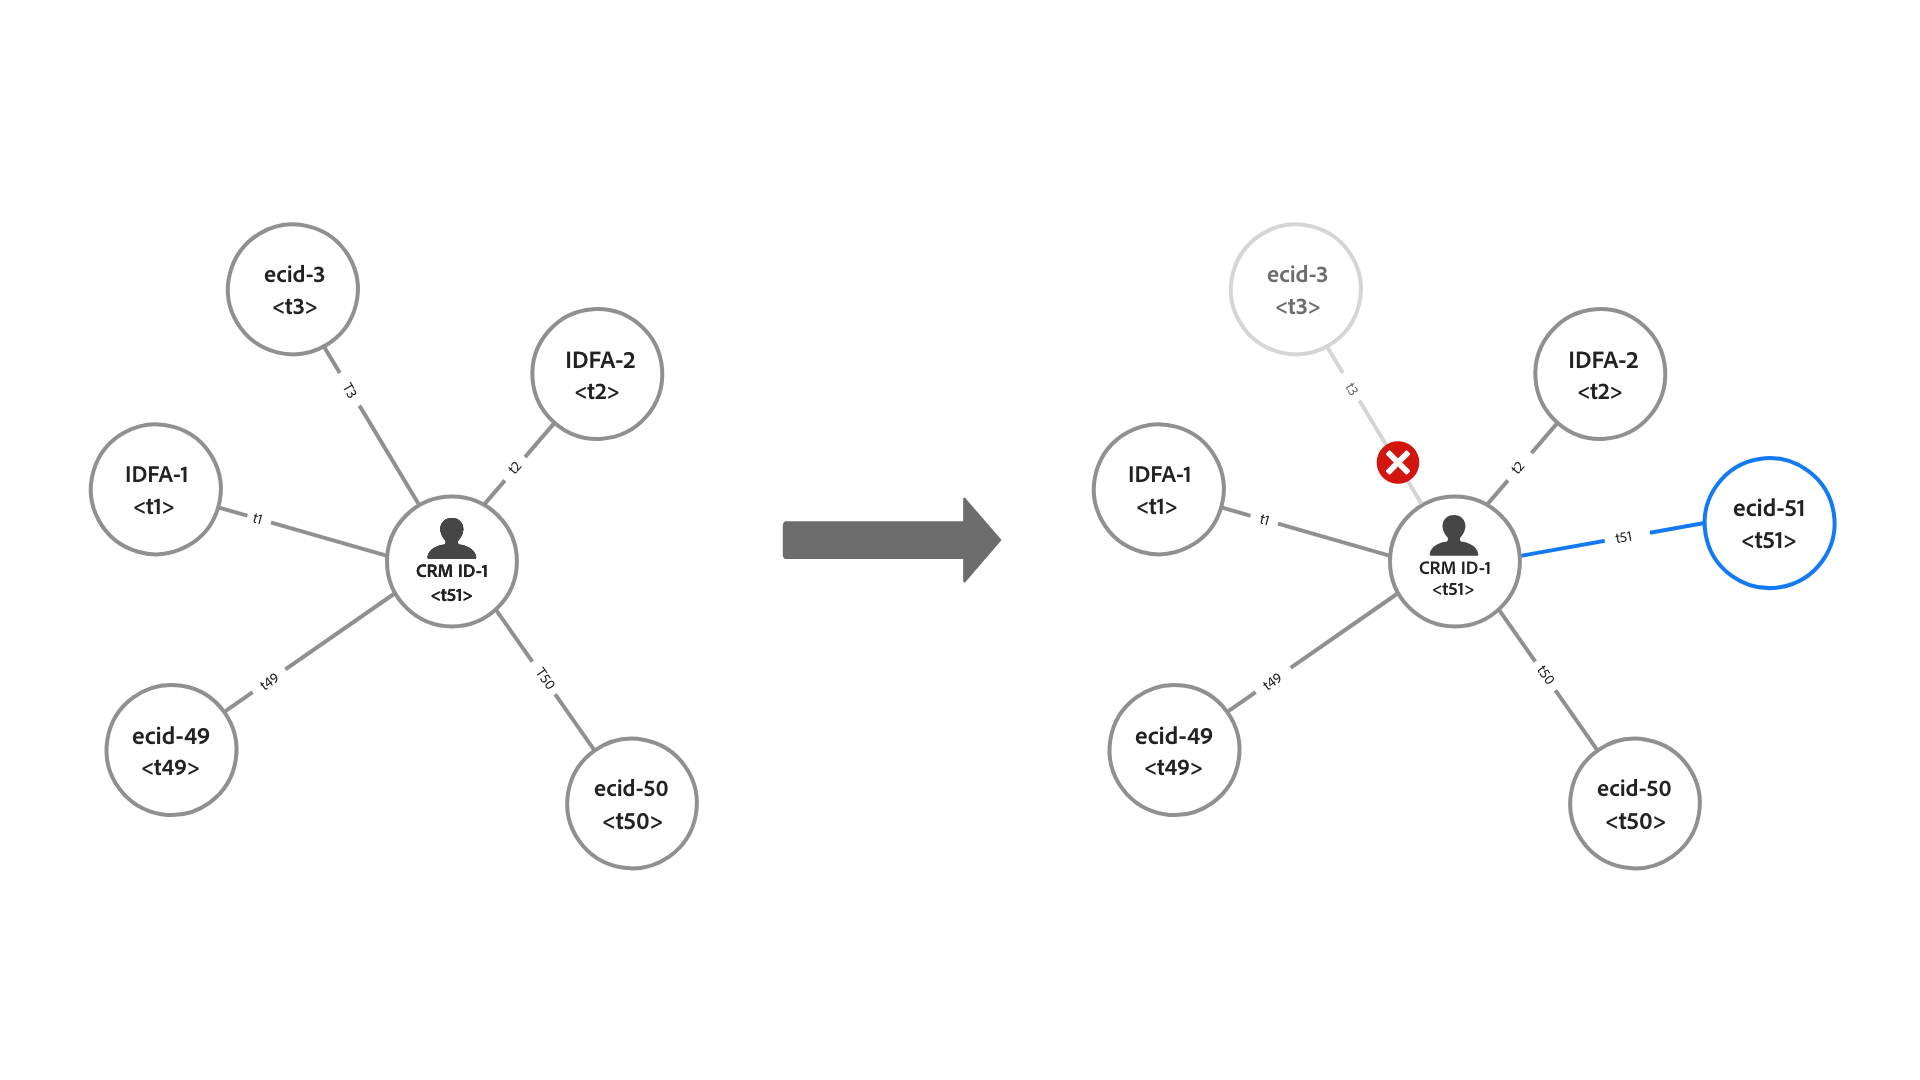 ecid-3
<t3>
T3
IDFA-2
<t2>
t2
IDFA-1
<t1>
t1
CRM ID-1
<t51>
t49
ecid-49
<t49>
T50
ecid-50
<t50>
ecid-3
<t3>
t3
IDFA-2
<t2>
t2
IDFA-1
<t1>
t1
ecid-51
<t51>
t51
CRM ID-1
<t51>
t49
ecid-49
<t49>
t50
ecid-50
<t50>